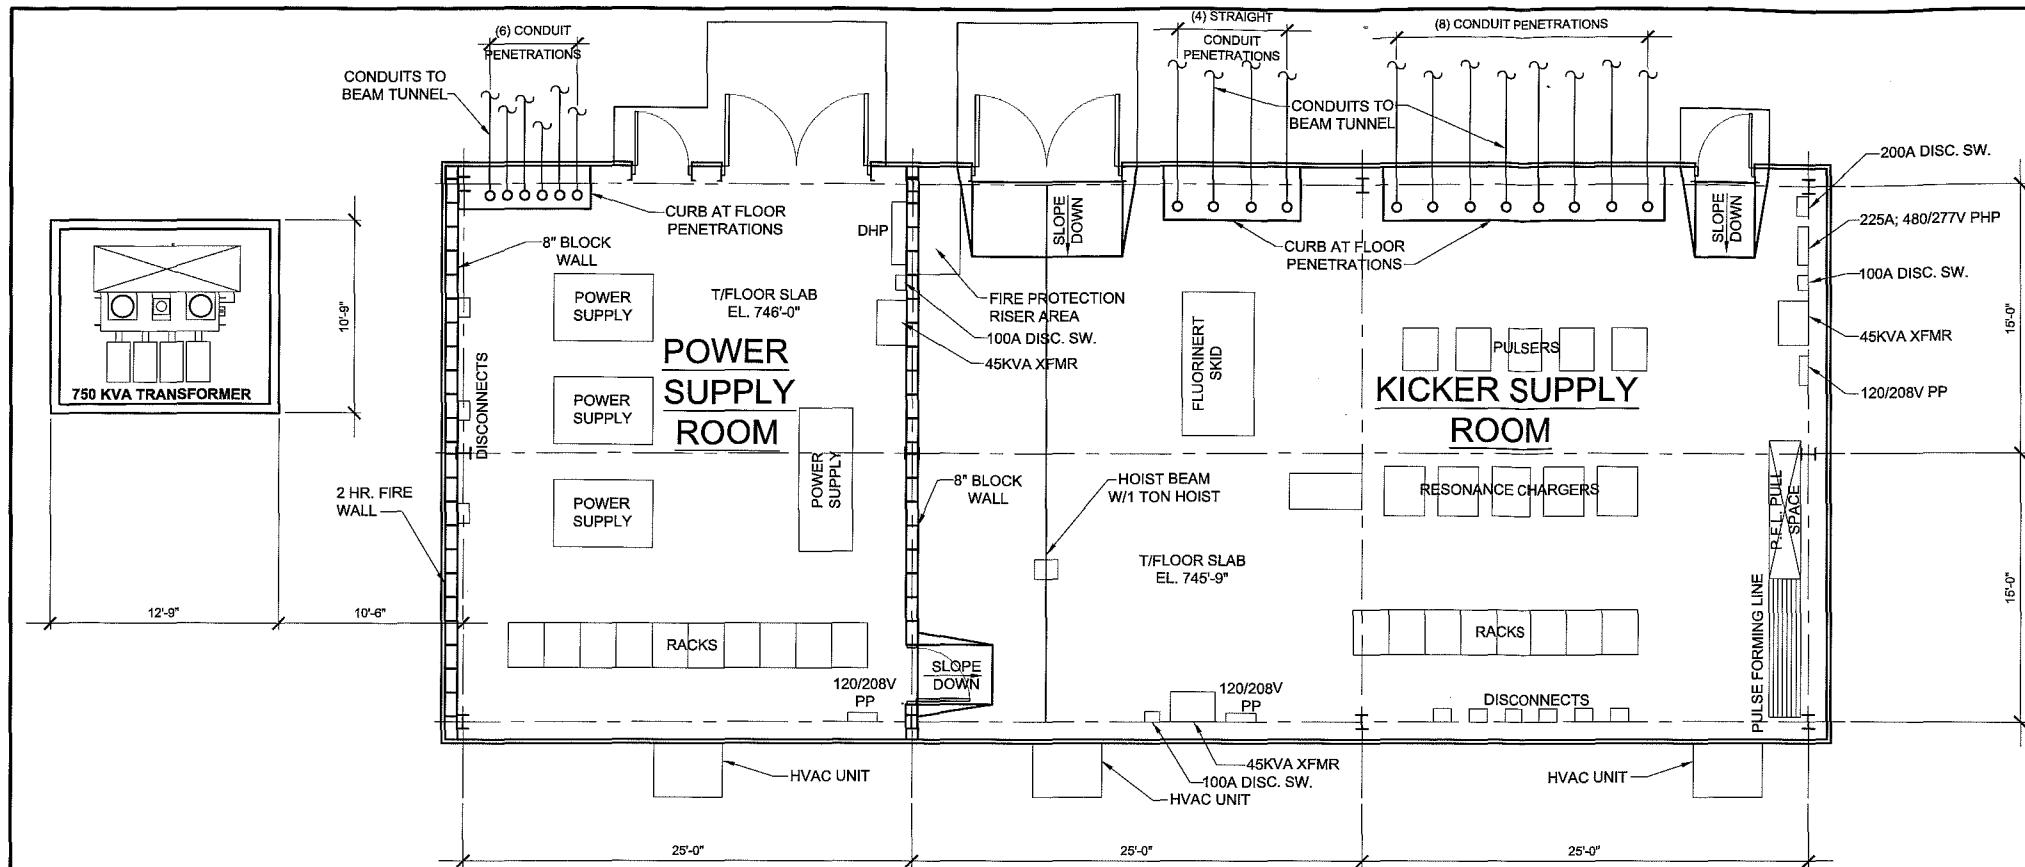 (6) CONDUIT
PENETRATIONS
(4) STRAIGHT
CONDUIT
PENETRATIONS
(8) CONDUIT PENETRATIONS
CONDUITS TO
BEAM TUNNEL
CONDUITS TO
BEAM TUNNEL
200A DISC. SW.
225A; 480/277V PHP
100A DISC. SW.
45KVA XFMR
120/208V PP
CURB AT FLOOR
PENETRATIONS
8" BLOCK
WALL
DHP
SLOPE
DOWN
CURB AT FLOOR
PENETRATIONS
SLOPE
DOWN
15'-0"
10'-9"
750 KVA TRANSFORMER
POWER
SUPPLY
T/FLOOR SLAB
EL. 746'-0"
FIRE PROTECTION
RISER AREA
100A DISC. SW.
45KVA XFMR
FLUORINERT
SKID
PULSERS
POWER
SUPPLY
ROOM
KICKER SUPPLY
ROOM
POWER
SUPPLY
DISCONNECTS
POWER
SUPPLY
2 HR. FIRE
WALL
POWER
SUPPLY
8" BLOCK
WALL
HOIST BEAM
W/1 TON HOIST
RESONANCE CHARGERS
P.F.L. PULL
SPACE
T/FLOOR SLAB
EL. 745'-9"
15'-0"
12'-9"
10'-6"
RACKS
RACKS
PULSE FORMING LINE
SLOPE
DOWN
120/208V
PP
120/208V
PP
DISCONNECTS
HVAC UNIT
45KVA XFMR
100A DISC. SW.
HVAC UNIT
HVAC UNIT
25'-0"
25'-0"
25'-0"